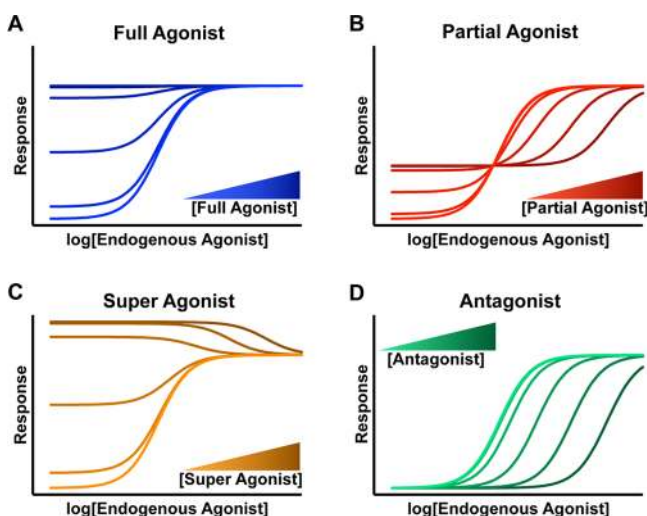 A
Full Agonist
Response
[Full Agonist]
log[Endogenous Agonist]
B
Partial Agonist
Response
[Partial Agonist]
log[Endogenous Agonist]
C
Super Agonist
Response
[Super Agonist]
log[Endogenous Agonist]
D
Antagonist
Response
[Antagonist]
log[Endogenous Agonist]